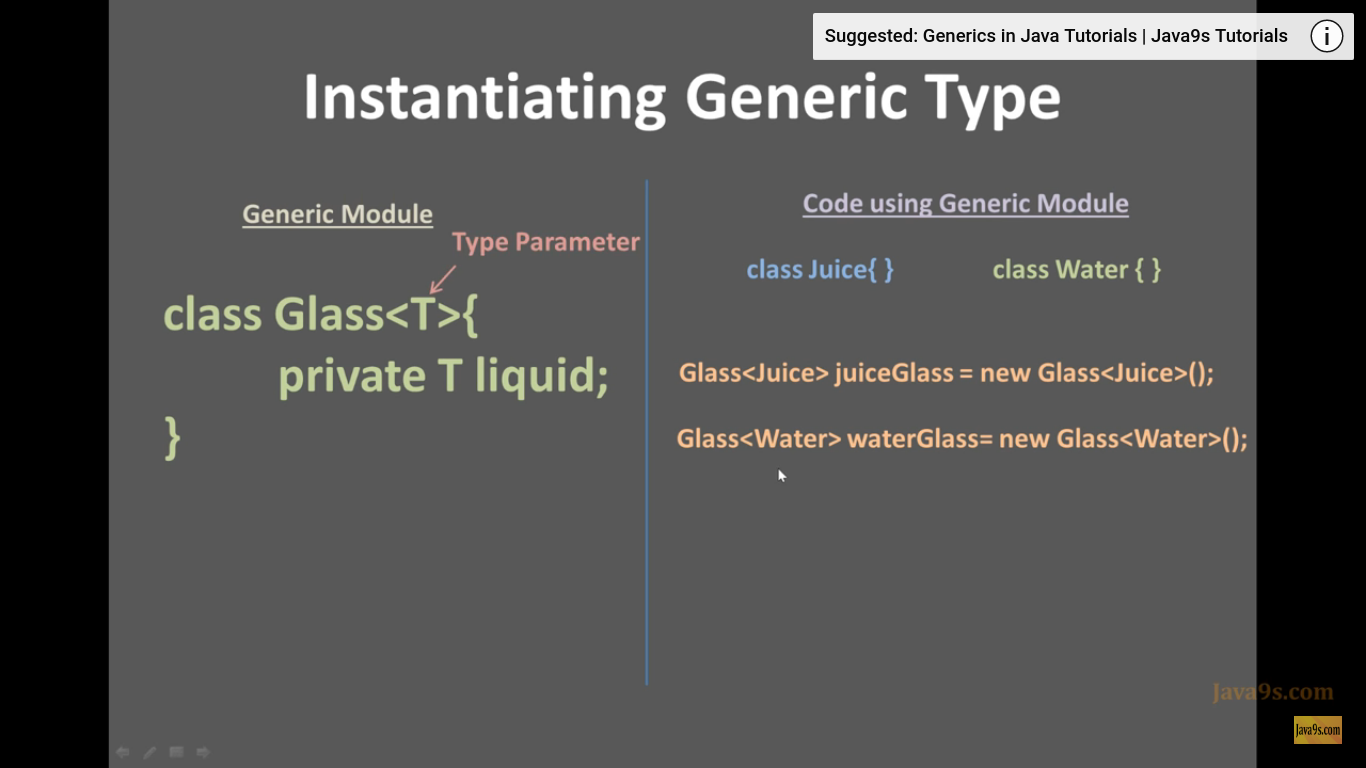 Suggested: Generics in Java Tutorials | Java9s Tutorials
Instantiating Generic Type
Generic Module
Type Parameter
class Glass<T>{
private T liquid;
}
Code using Generic Module
class Juice{ }
class Water { }
Glass<Juice> juiceGlass = new Glass<Juice>();
Glass<Water> waterGlass= new Glass<Water>();
Java9s.com
Java9s.com